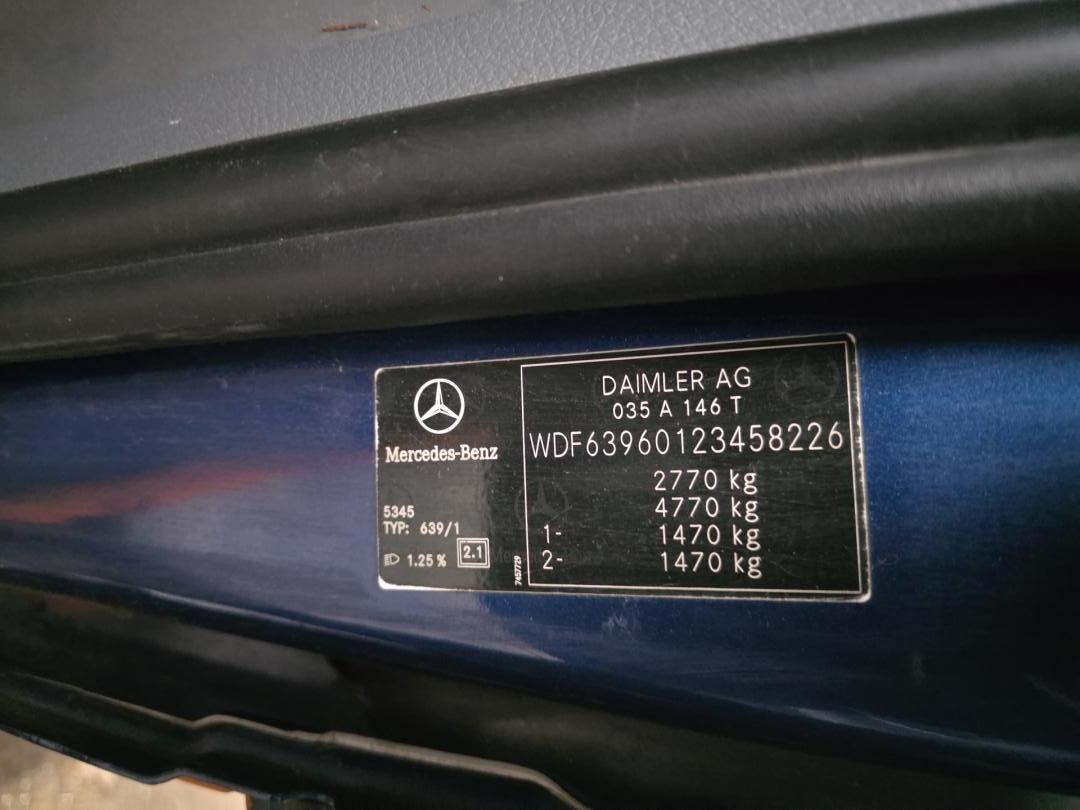 Mercedes-Benz
5345
TYP: 639/1
1.25 %
2.1
7457729
DAIMLER AG
035 A 146 T
WDF63960123458226
2770 kg
4770 kg
1- 1470 kg
2- 1470 kg